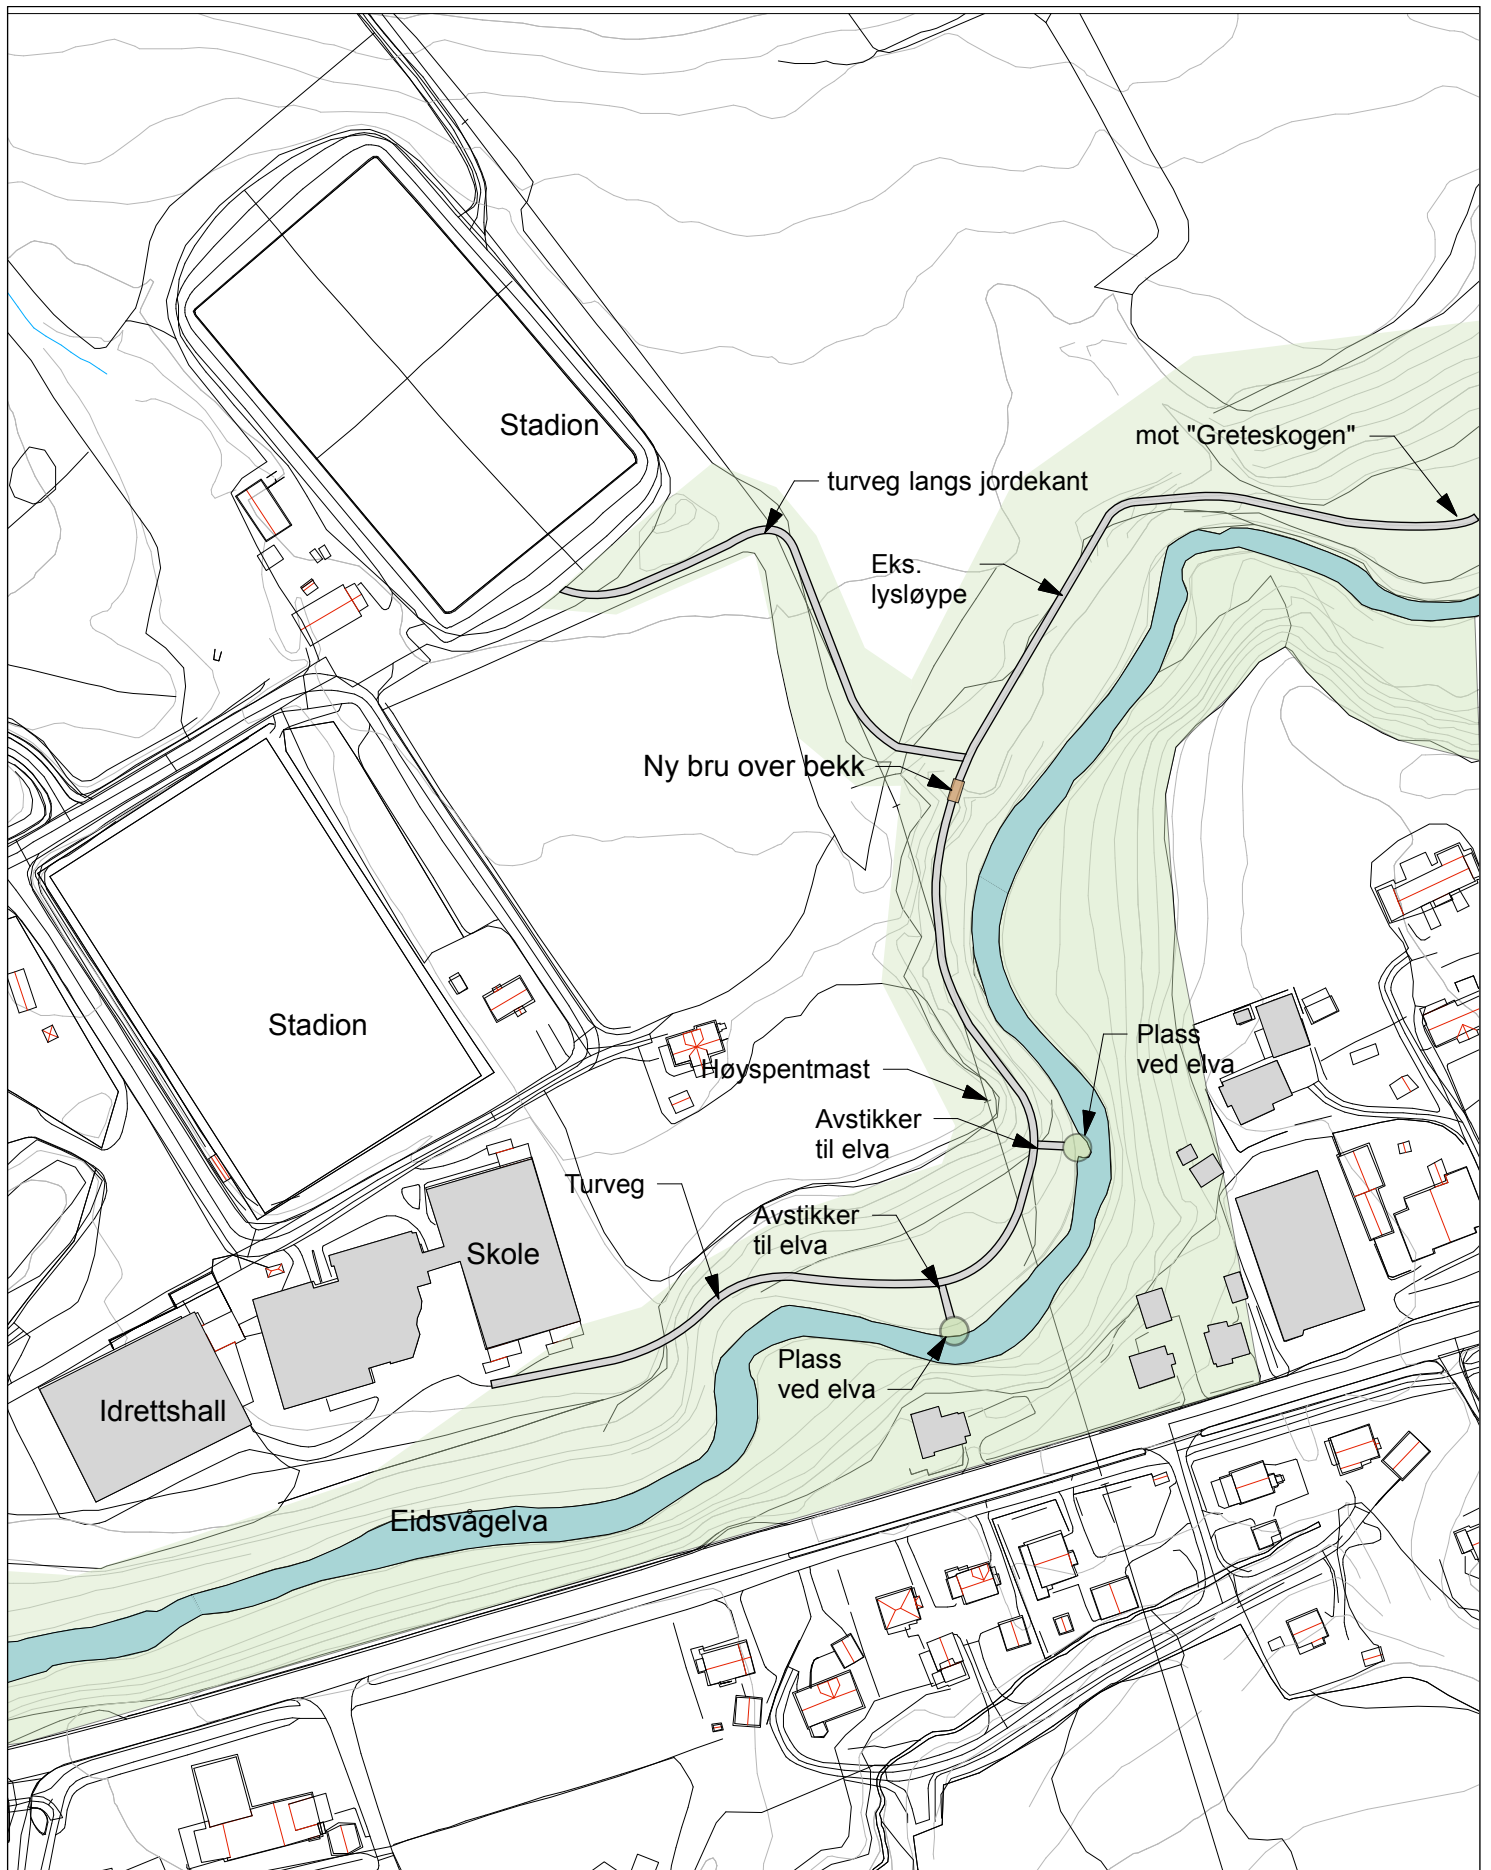 Stadion
mot "Greteskogen"
turveg langs jordekant
Eks.
lysløype
Ny bru over bekk
Stadion
Plass
ved elva
Høyspentmast
Avstikker
til elva
Turveg
Avstikker
til elva
Skole
Plass
ved elva
Idrettshall
Eidsvågelva